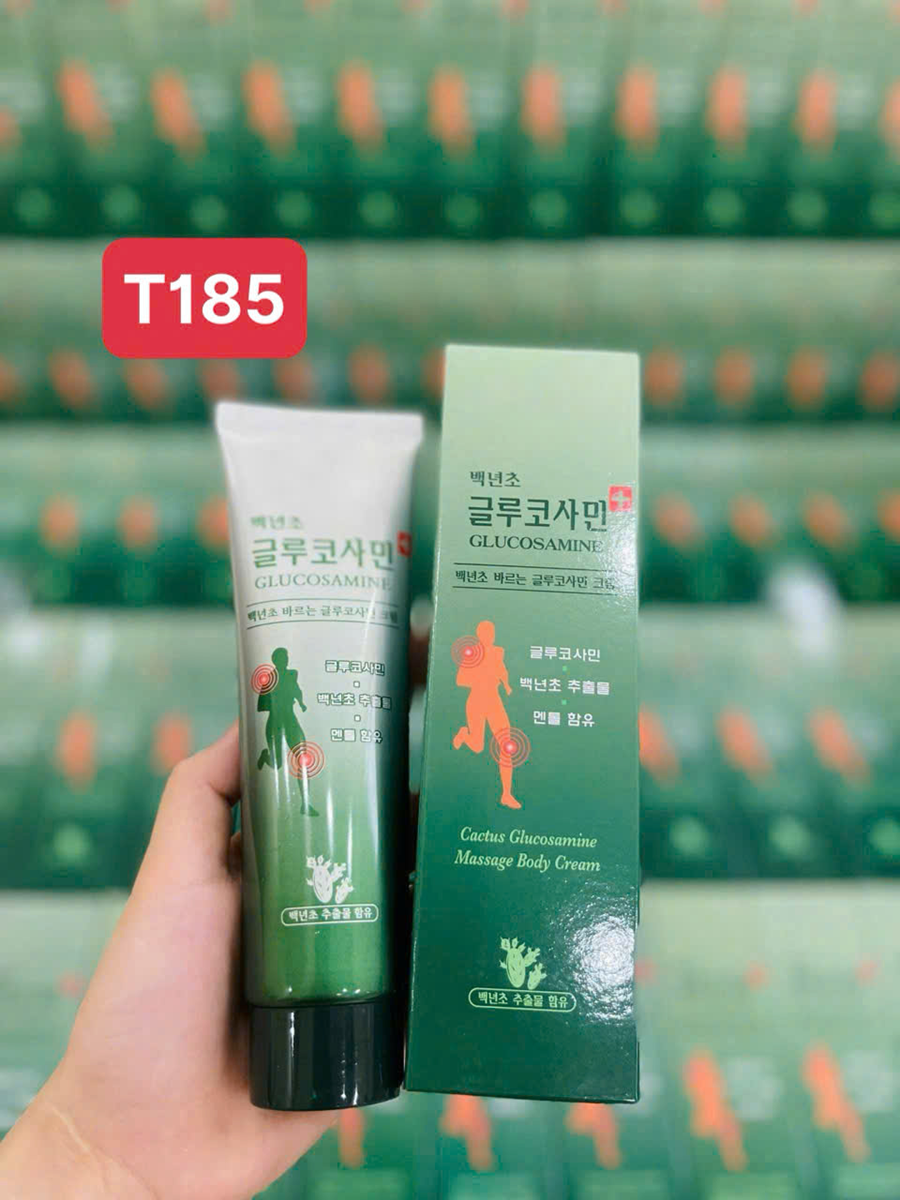 T185
백년초
글루코사민
GLUCOSAMINE
백년초 바르는 글루코사민 크림
글루코사민
백년초 추출물
멘톨 함유
백년초 추출물 함유
백년초
글루코사민
GLUCOSAMINE
백년초 바르는 글루코사민 크림
글루코사민
백년초 추출물
멘톨 함유
Cactus Glucosamine
Massage Body Cream
백년초 추출물 함유